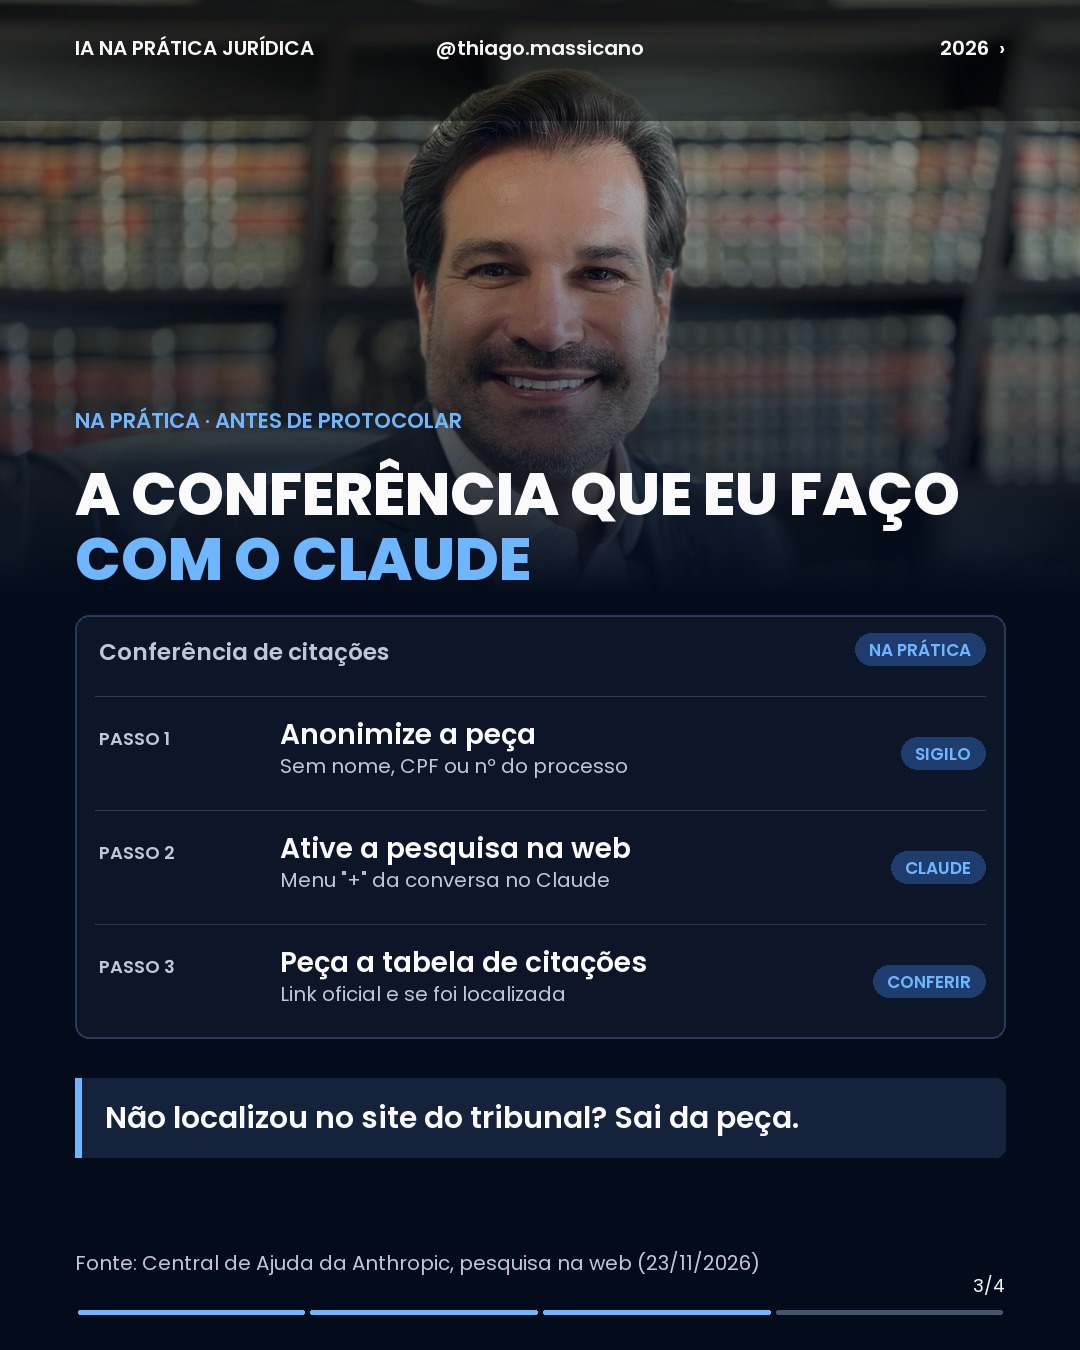 IA NA PRÁTICA JURÍDICA
@thiago.massicano
2026 ›
NA PRÁTICA · ANTES DE PROTOCOLAR
A CONFERÊNCIA QUE EU FAÇO
COM O CLAUDE
Conferência de citações
NA PRÁTICA
PASSO 1
Anonimize a peça
Sem nome, CPF ou nº do processo
SIGILO
PASSO 2
Ative a pesquisa na web
Menu "+" da conversa no Claude
CLAUDE
PASSO 3
Peça a tabela de citações
Link oficial e se foi localizada
CONFERIR
Não localizou no site do tribunal? Sai da peça.
Fonte: Central de Ajuda da Anthropic, pesquisa na web (23/11/2026)
3/4